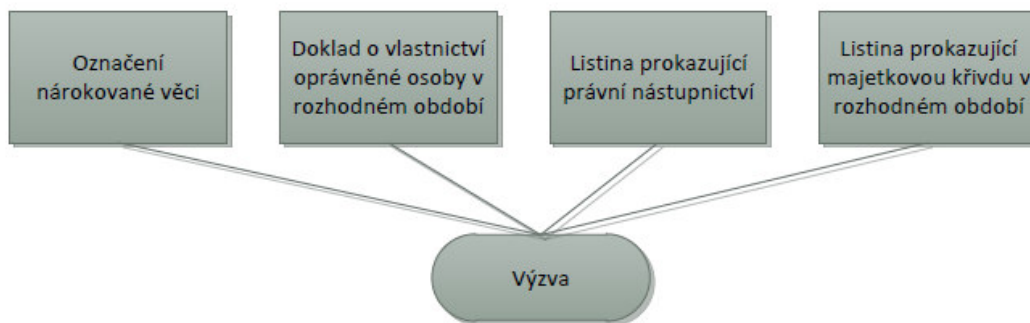 Označení
nárokované věci
Doklad o vlastnictví
oprávněné osoby v
rozhodném období
Listina prokazující
právní nástupnictví
Listina prokazující
majetkovou křivdu v
rozhodném období
Výzva